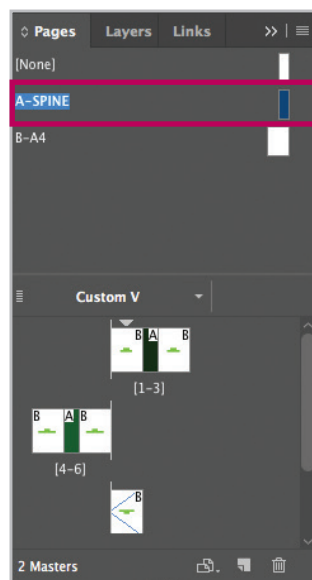 Pages Layers Links
[None]
A-SPINE
B-A4
Custom V
B A B
[1-3]
B A B
[4-6]
B
2 Masters